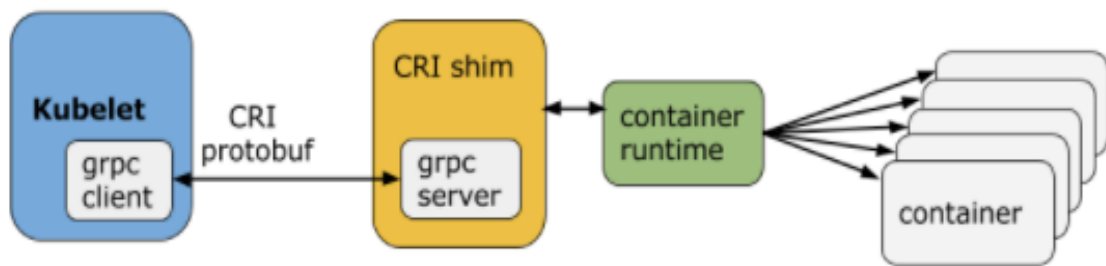 Kubelet
grpc
client
CRI
protobuf
CRI shim
grpc
server
container
runtime
container